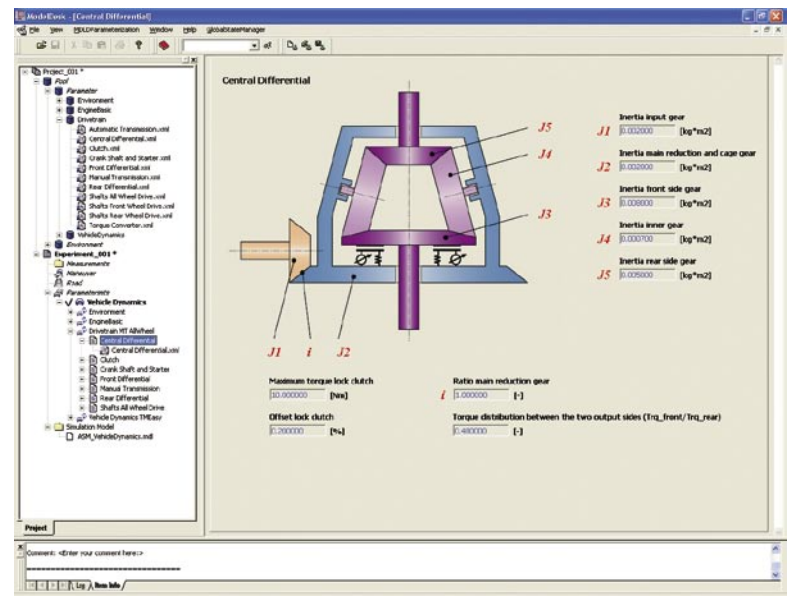 ModelDesk - [Central Differential]
File View MDLDParameterization Window Help globalStateManager
Project_001 *
Pool
Parameter
Environment
EngineBasic
Drivetrain
Automatic Transmission.xml
Central Differential.xml
Clutch.xml
Crank Shaft and Starter.xml
Front Differential.xml
Manual Transmission.xml
Rear Differential.xml
Shafts All Wheel Drive.xml
Shafts Front Wheel Drive.xml
Shafts Rear Wheel Drive.xml
Torque Converter.xml
VehicleDynamics
Environment
Experiment_001 *
Measurements
Maneuver
Road
Parametersets
Vehicle Dynamics
Environment
EngineBasic
Drivetrain MT AllWheel
Central Differential
Central Differential.xml
Clutch
Crank Shaft and Starter
Front Differential
Manual Transmission
Rear Differential
Shafts All Wheel Drive
Vehicle Dynamics TMEasy
Simulation Model
ASM_VehicleDynamics.mdl
Project
Central Differential
J5
J4
J3
J1 i J2
Inertia input gear
J1 0.002000 [kg*m2]
Inertia main reduction and cage gear
J2 0.002000 [kg*m2]
Inertia front side gear
J3 0.008000 [kg*m2]
Inertia inner gear
J4 0.000700 [kg*m2]
Inertia rear side gear
J5 0.005000 [kg*m2]
Maximum torque lock clutch
10.000000 [Nm]
Ratio main reduction gear
i 1.000000 [-]
Offset lock clutch
0.200000 [%]
Torque distribution between the two output sides (Trq_front/Trq_rear)
0.480000 [-]
Comment: <Enter your comment here:>
==================================
Log Item Info